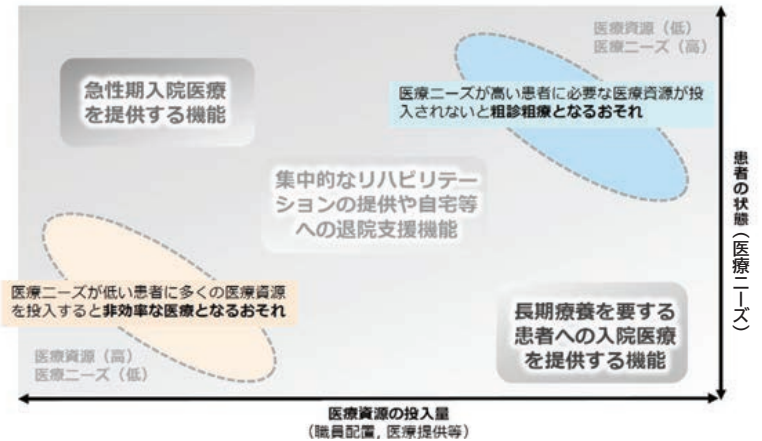 医療資源（低）
医療ニーズ（高）
急性期入院医療
を提供する機能
医療ニーズが高い患者に必要な医療資源が投
入されないと粗診粗療となるおそれ
集中的なリハビリテー
ションの提供や自宅等
への退院支援機能
患者の状態（医療ニーズ）
医療ニーズが低い患者に多くの医療資源
を投入すると非効率な医療となるおそれ
長期療養を要する
患者への入院医療
を提供する機能
医療資源（高）
医療ニーズ（低）
医療資源の投入量
（職員配置, 医療提供等）